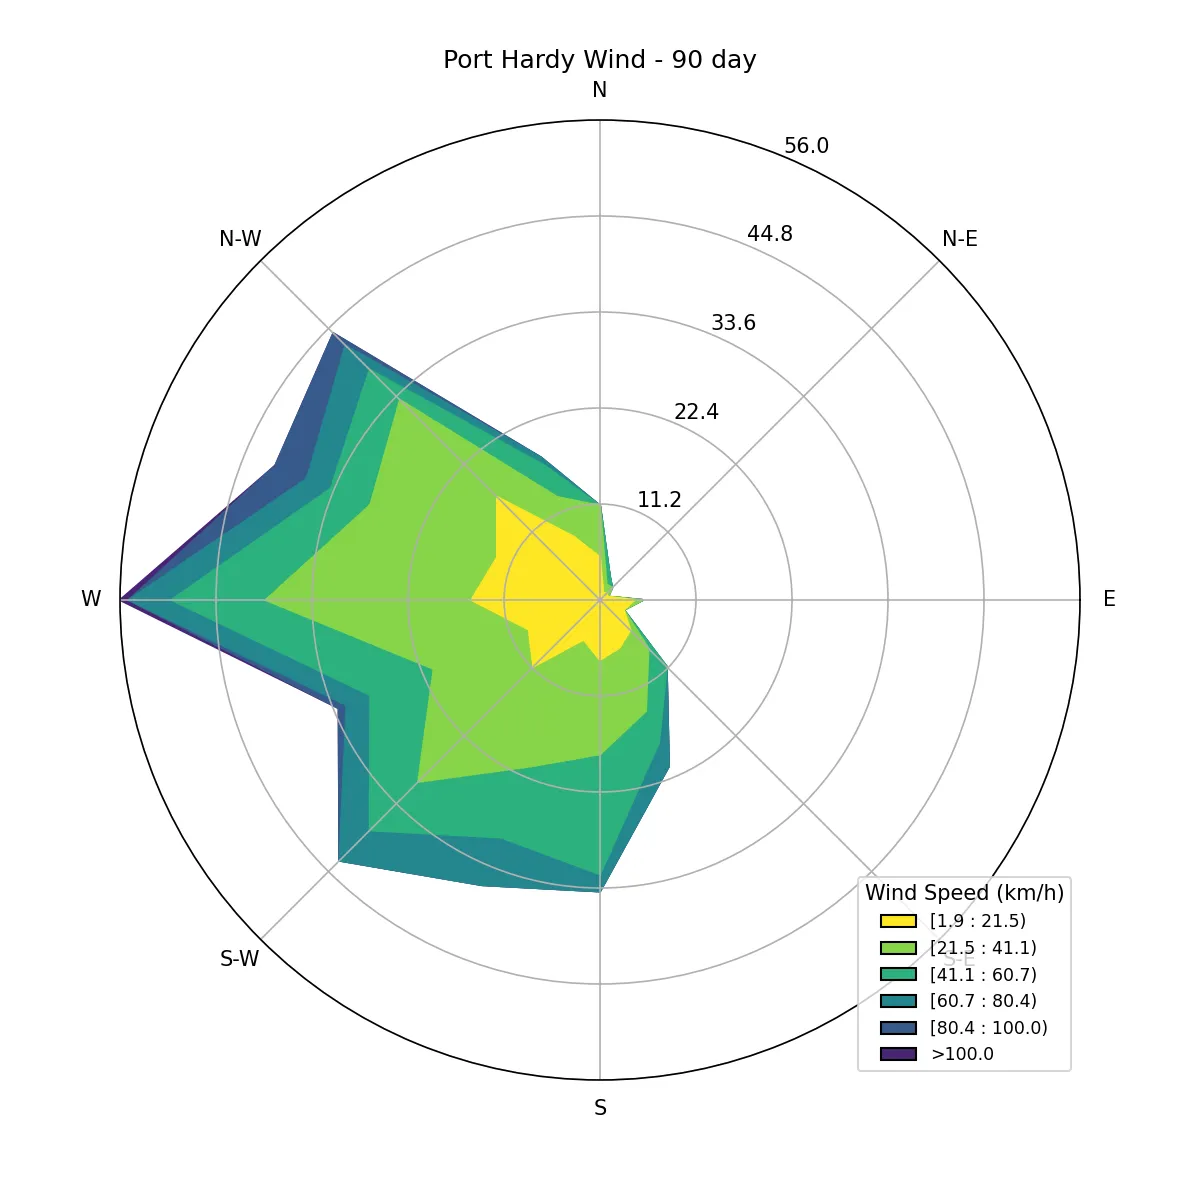 Port Hardy Wind - 90 day
N
56.0
N-W
44.8
N-E
33.6
22.4
11.2
W
E
S-W
S-E
S
Wind Speed (km/h)
[1.9 : 21.5)
[21.5 : 41.1)
[41.1 : 60.7)
[60.7 : 80.4)
[80.4 : 100.0)
>100.0